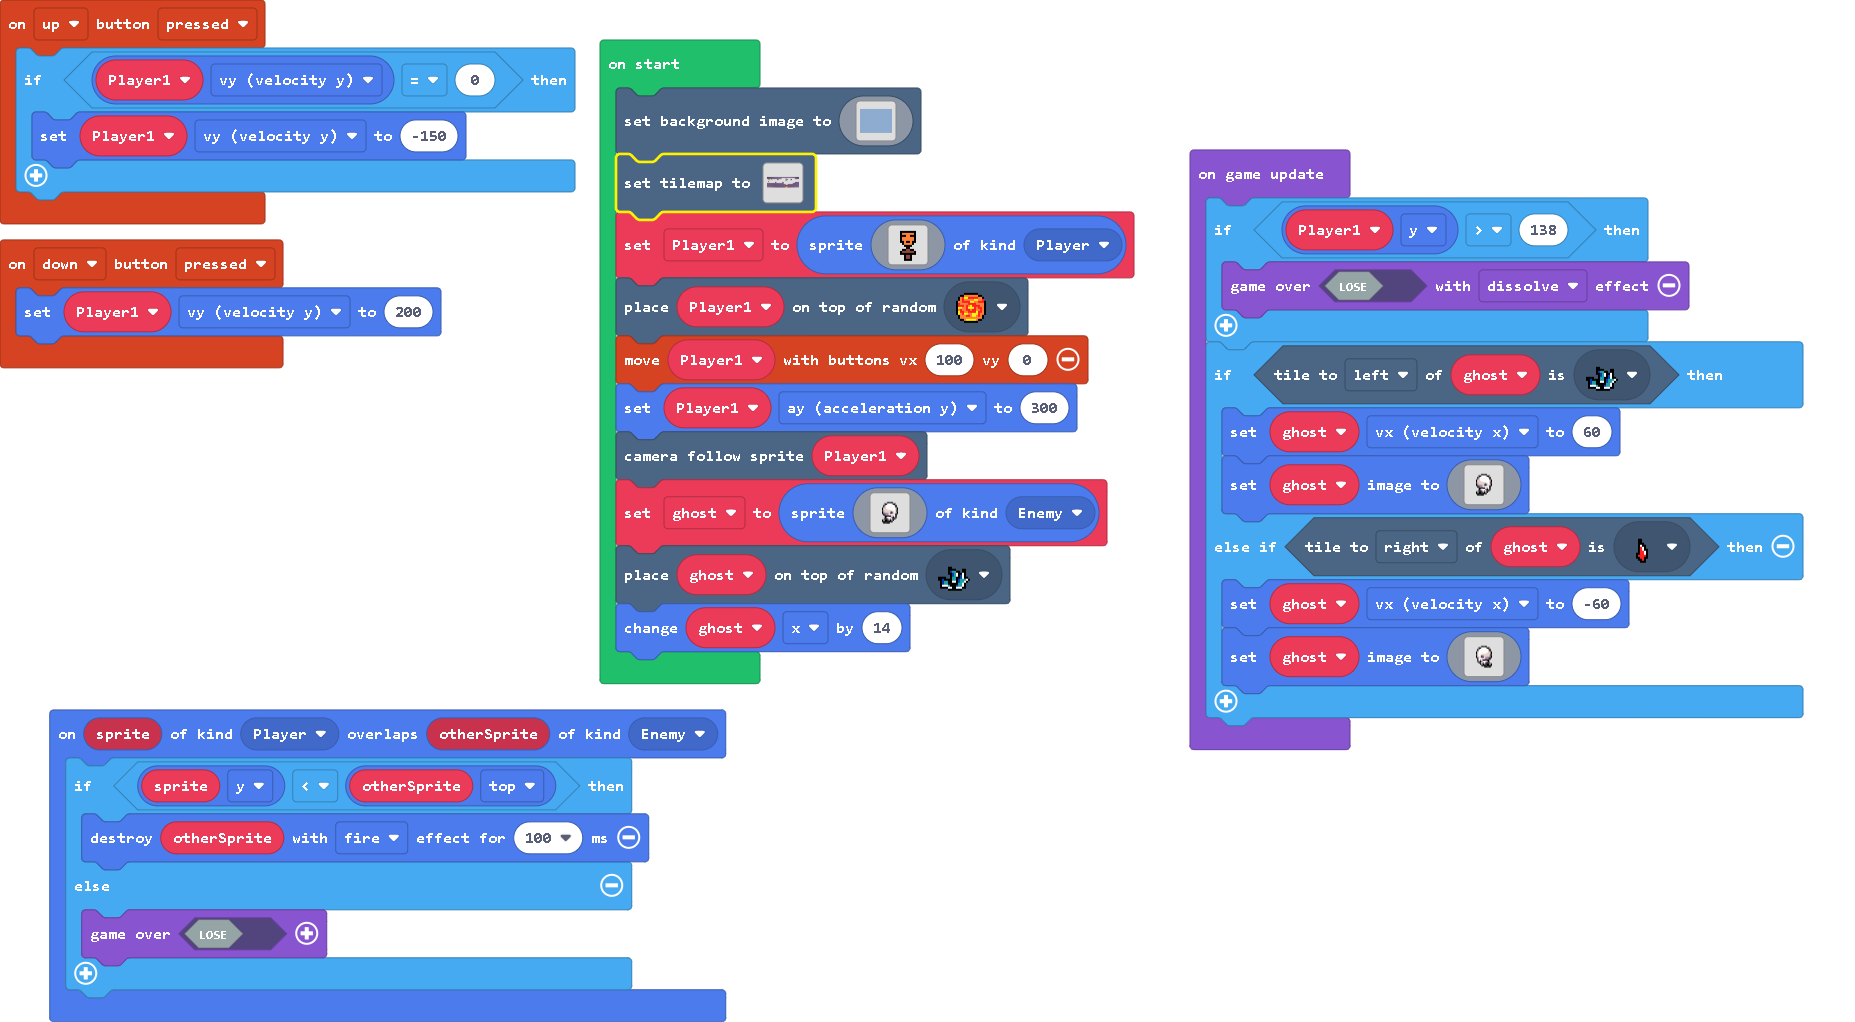 on up button pressed
if Player1 vy (velocity y) = 0 then
set Player1 vy (velocity y) to -150
on down button pressed
set Player1 vy (velocity y) to 200
on start
set background image to
set tilemap to
set Player1 to sprite of kind Player
place Player1 on top of random
move Player1 with buttons vx 100 vy 0
set Player1 ay (acceleration y) to 300
camera follow sprite Player1
set ghost to sprite of kind Enemy
place ghost on top of random
change ghost x by 14
on game update
if Player1 y > 138 then
game over LOSE with dissolve effect
if tile to left of ghost is then
set ghost vx (velocity x) to 60
set ghost image to
else if tile to right of ghost is then
set ghost vx (velocity x) to -60
set ghost image to
on sprite of kind Player overlaps otherSprite of kind Enemy
if sprite y < otherSprite top then
destroy otherSprite with fire effect for 100 ms
else
game over LOSE